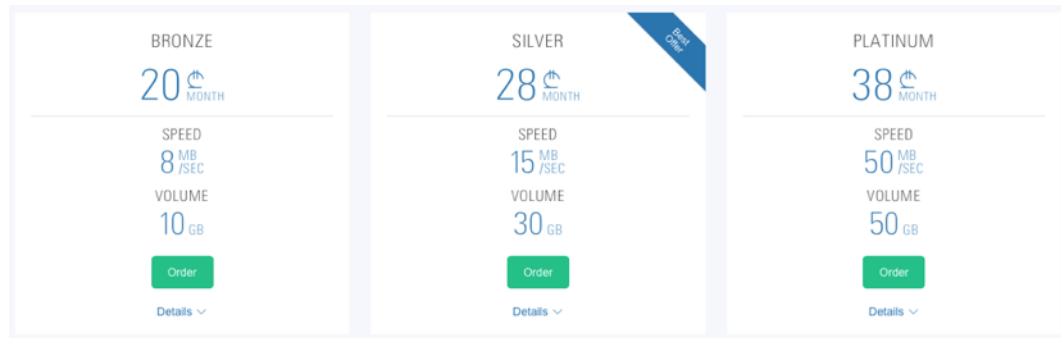 BRONZE
20 ₾ MONTH
SPEED
8 MB /SEC
VOLUME
10 GB
Order
Details
SILVER
Best
Offer
28 ₾ MONTH
SPEED
15 MB /SEC
VOLUME
30 GB
Order
Details
PLATINUM
38 ₾ MONTH
SPEED
50 MB /SEC
VOLUME
50 GB
Order
Details